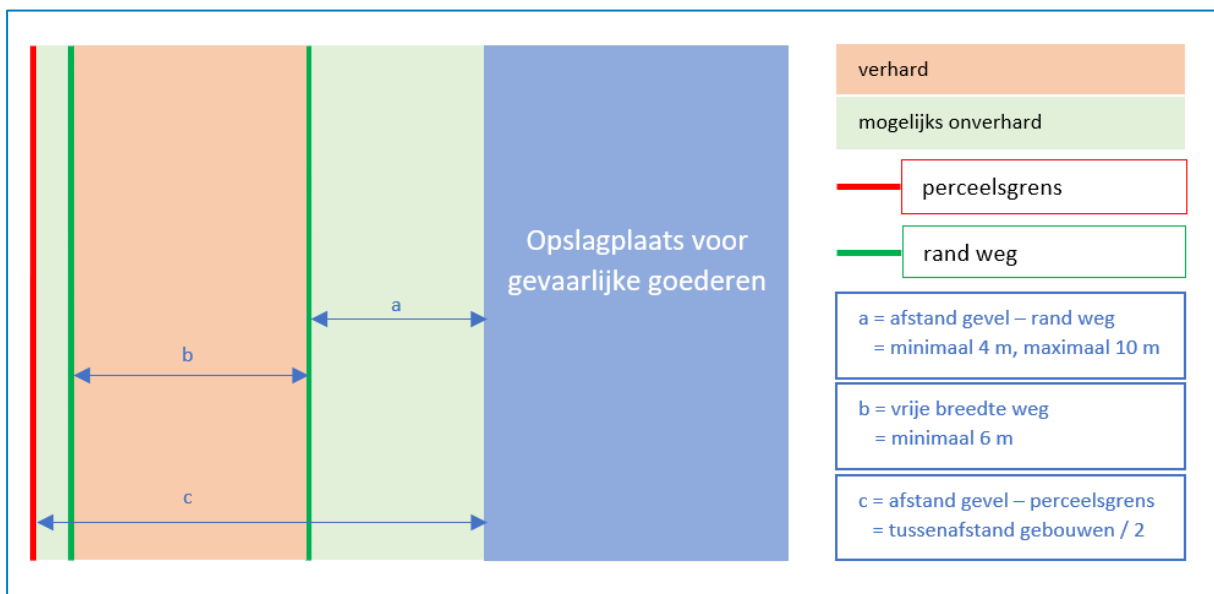 Opslagplaats voor
gevaarlijke goederen
a
b
c
verhard
mogelijks onverhard
perceelsgrens
rand weg
a = afstand gevel – rand weg
= minimaal 4 m, maximaal 10 m
b = vrije breedte weg
= minimaal 6 m
c = afstand gevel – perceelsgrens
= tussenafstand gebouwen / 2